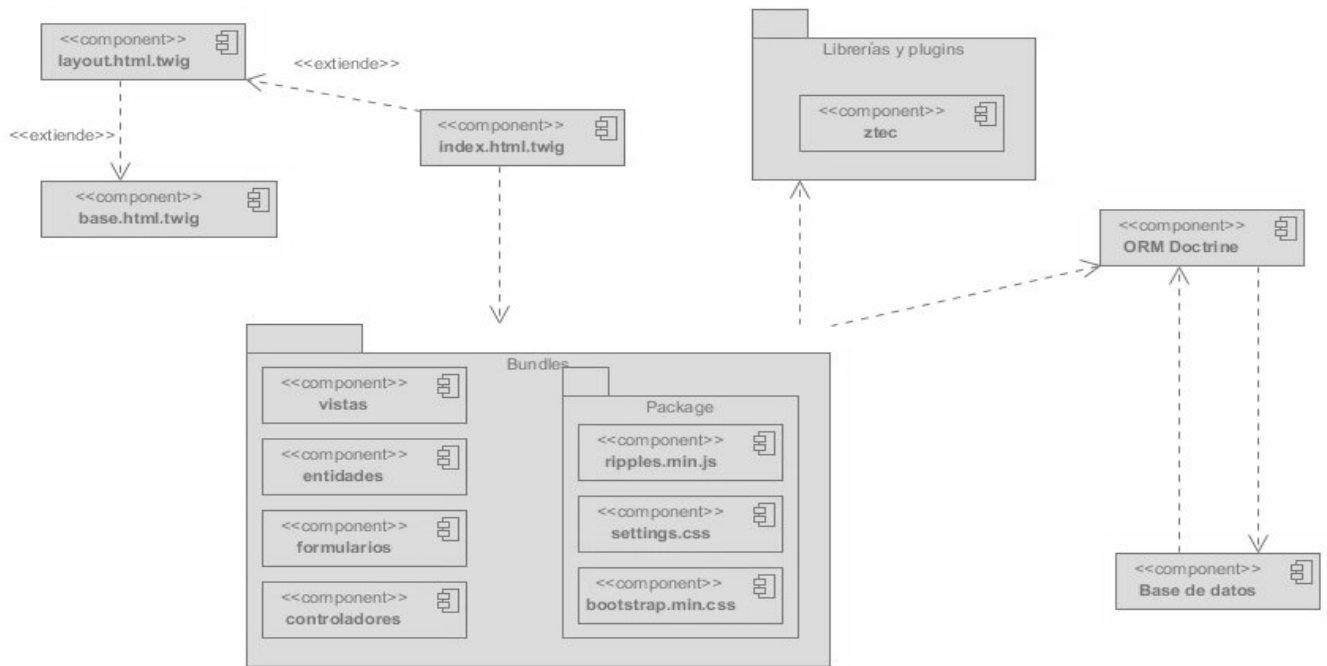 <<component>>
layout.html.twig
<<extiende>>
<<extiende>>
<<component>>
base.html.twig
<<component>>
index.html.twig
Librerías y plugins
<<component>>
ztec
<<component>>
ORM Doctrine
Bundles
<<component>>
vistas
<<component>>
entidades
<<component>>
formularios
<<component>>
controladores
Package
<<component>>
ripples.min.js
<<component>>
settings.css
<<component>>
bootstrap.min.css
<<component>>
Base de datos